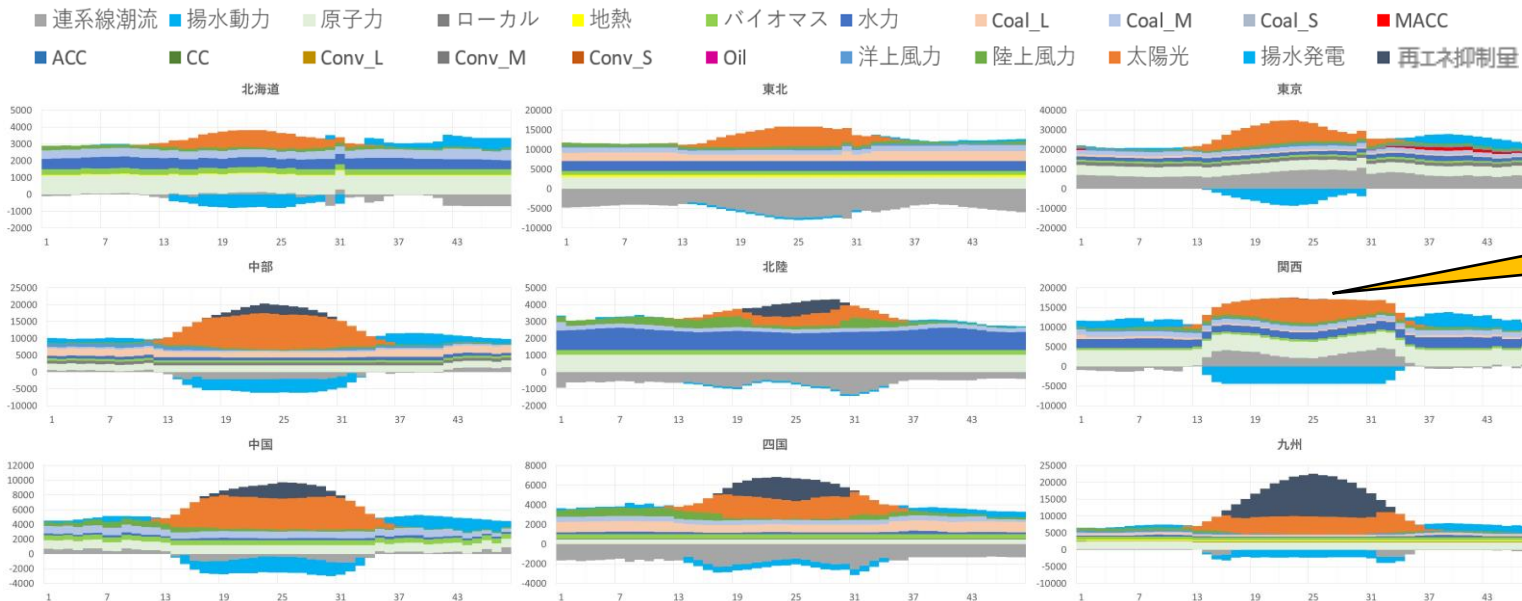 連系線潮流 揚水動力 原子力 ローカル 地熱 バイオマス 水力 Coal_L Coal_M Coal_S MACC
ACC CC Conv_L Conv_M Conv_S Oil 洋上風力 陸上風力 太陽光 揚水発電 再エネ抑制量
北海道 東北 東京
5000 20000 40000
4000 15000 30000
3000 10000 20000
2000 5000 10000
1000 0 0
0 -5000 -10000
-1000 -10000 -20000
-2000
1 7 13 19 25 31 37 43 1 7 13 19 25 31 37 43 1 7 13 19 25 31 37 43
中部 北陸 関西
25000 5000 20000
20000 4000 15000
15000 3000 10000
10000 2000 5000
5000 1000 0
0 0 -5000
-5000 -1000 -10000
-10000 -2000
1 7 13 19 25 31 37 43 1 7 13 19 25 31 37 43 1 7 13 19 25 31 37 43
中国 四国 九州
12000 8000 25000
10000 6000 20000
8000 4000 15000
6000 2000 10000
4000 0 5000
2000 -2000 0
0 -4000 -5000
-2000 -10000
-4000
1 7 13 19 25 31 37 43 1 7 13 19 25 31 37 43 1 7 13 19 25 31 37 43